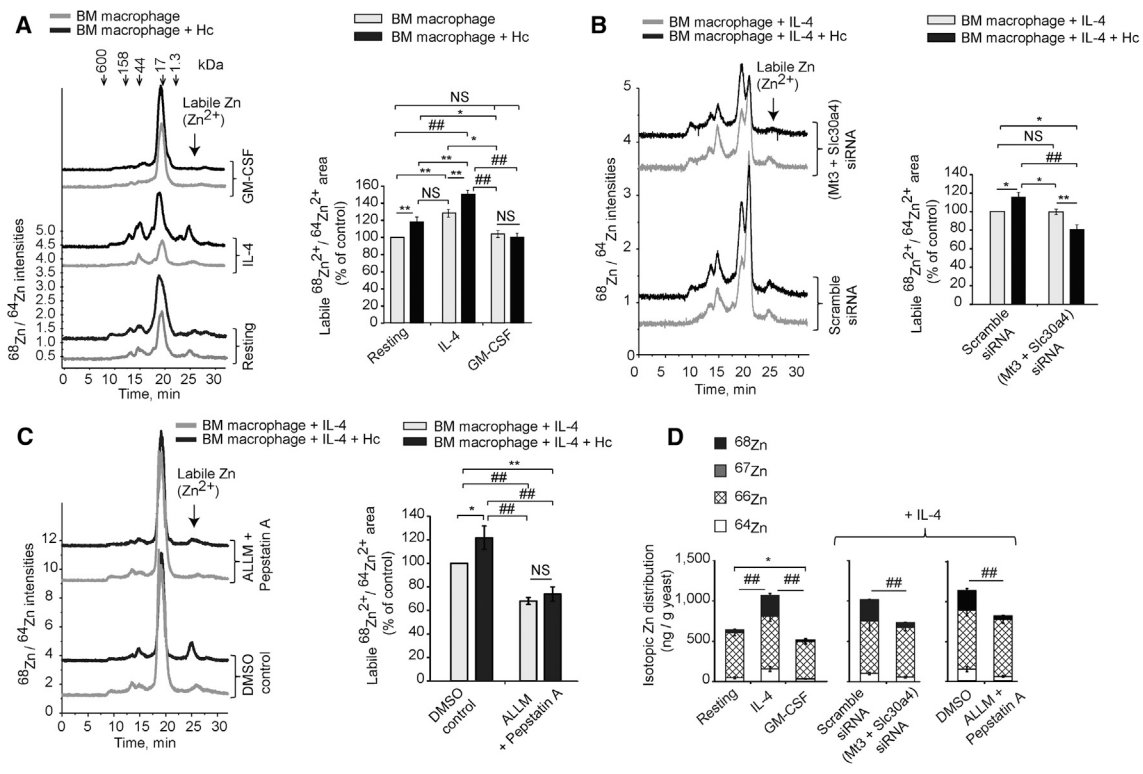 A
BM macrophage
BM macrophage + Hc
600
158
44
17
1.3
kDa
Labile Zn
(Zn2+)
GM-CSF
IL-4
Resting
68Zn / 64Zn intensities
5.0
4.5
4.0
3.5
3.0
2.5
2.0
1.5
1.0
0.5
0 5 10 15 20 25 30
Time, min
BM macrophage
BM macrophage + Hc
NS
*
##
*
** ** ##
** NS ** ## NS
Labile 68Zn2+/ 64Zn2+ area
(% of control)
160
140
120
100
80
60
40
20
0
Resting
IL-4
GM-CSF
B
BM macrophage + IL-4
BM macrophage + IL-4 + Hc
Labile Zn
(Zn2+)
(Mt3 + Slc30a4)
siRNA
Scramble
siRNA
68Zn / 64Zn intensities
5
4
3
2
1
0
0 5 10 15 20 25 30
Time, min
BM macrophage + IL-4
BM macrophage + IL-4 + Hc
*
NS
##
* * **
Labile 68Zn2+/ 64Zn2+ area
(% of control)
140
120
100
80
60
40
20
0
Scramble
siRNA
(Mt3 + Slc30a4)
siRNA
C
BM macrophage + IL-4
BM macrophage + IL-4 + Hc
Labile Zn
(Zn2+)
ALLM +
Pepstatin A
DMSO
control
68Zn / 64Zn intensities
12
10
8
6
4
2
0
0 5 10 15 20 25 30
Time, min
BM macrophage + IL-4
BM macrophage + IL-4 + Hc
**
##
##
* ## NS
Labile 68Zn2+/ 64Zn2+ area
(% of control)
140
120
100
80
60
40
20
0
DMSO
control
ALLM
+ Pepstatin A
D
68Zn
67Zn
66Zn
64Zn
+ IL-4
Isotopic Zn distribution
(ng / g yeast)
1,500
1,000
500
0
*
## ## ## ##
Resting
IL-4
GM-CSF
Scramble
siRNA
(Mt3 + Slc30a4)
siRNA
DMSO
ALLM +
Pepstatin A